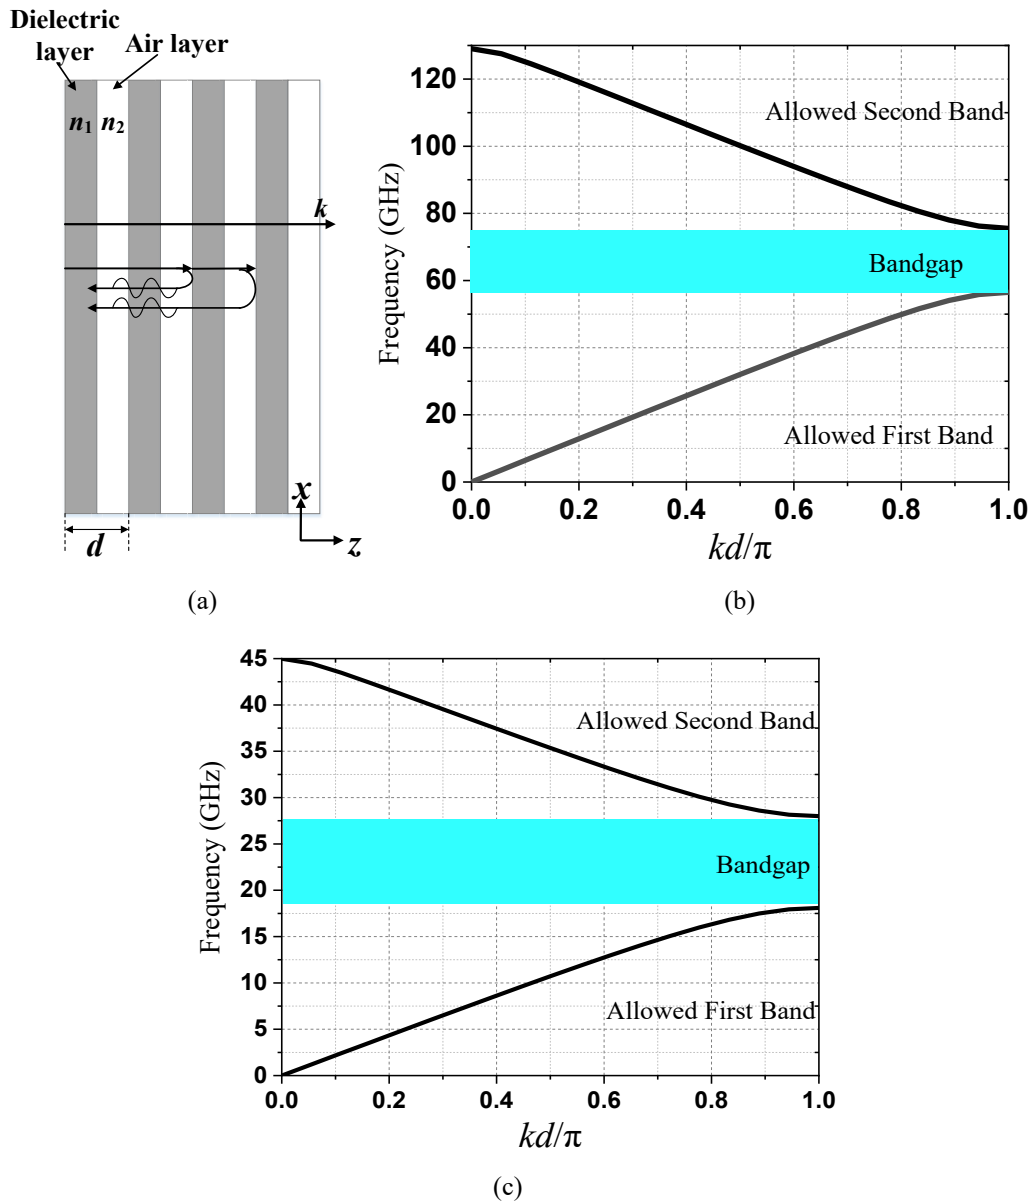 Dielectric
layer
Air layer
n1 n2
k
x
z
d
(a)
Frequency (GHz)
120
100
80
60
40
20
0
Allowed Second Band
Bandgap
Allowed First Band
0.0 0.2 0.4 0.6 0.8 1.0
kd/π
(b)
Frequency (GHz)
45
40
35
30
25
20
15
10
5
0
Allowed Second Band
Bandgap
Allowed First Band
0.0 0.2 0.4 0.6 0.8 1.0
kd/π
(c)